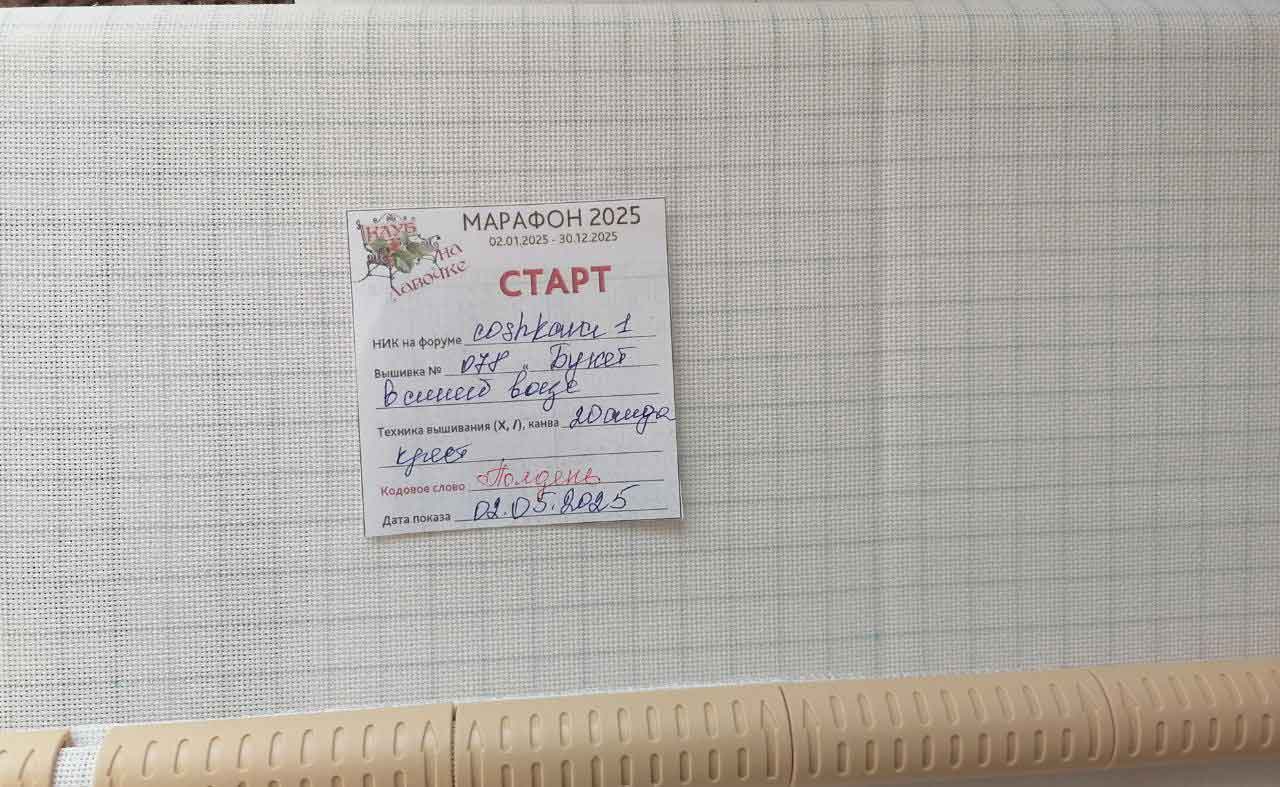 КЛУБ
на
лавочке
МАРАФОН 2025
02.01.2025 - 30.12.2025
СТАРТ
НИК на форуме coshkawa 1
Вышивка № 078 „ Букет
в синей вазе
Техника вышивания (X, /), канва 20 аида
крест
Кодовое слово Полдень
Дата показа 02.05.2025